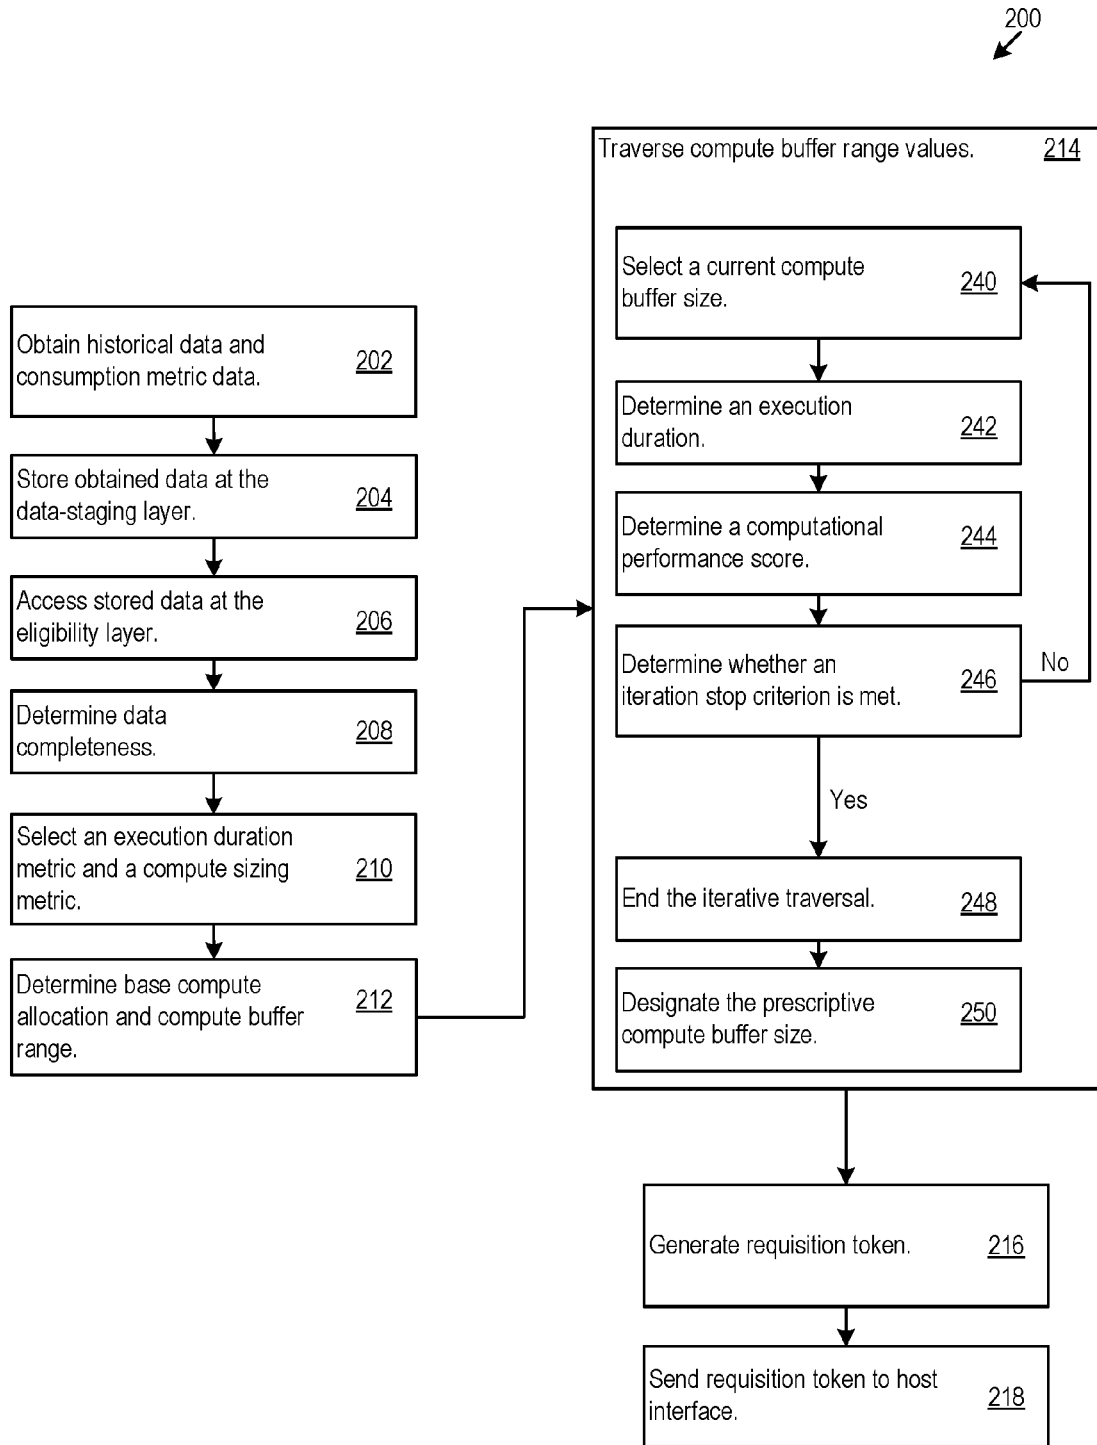 200
Obtain historical data and
consumption metric data.
202
Store obtained data at the
data-staging layer.
204
Access stored data at the
eligibility layer.
206
Determine data
completeness.
208
Select an execution duration
metric and a compute sizing
metric.
210
Determine base compute
allocation and compute buffer
range.
212
Traverse compute buffer range values.
214
Select a current compute
buffer size.
240
Determine an execution
duration.
242
Determine a computational
performance score.
244
Determine whether an
iteration stop criterion is met.
246
No
Yes
End the iterative traversal.
248
Designate the prescriptive
compute buffer size.
250
Generate requisition token.
216
Send requisition token to host
interface.
218